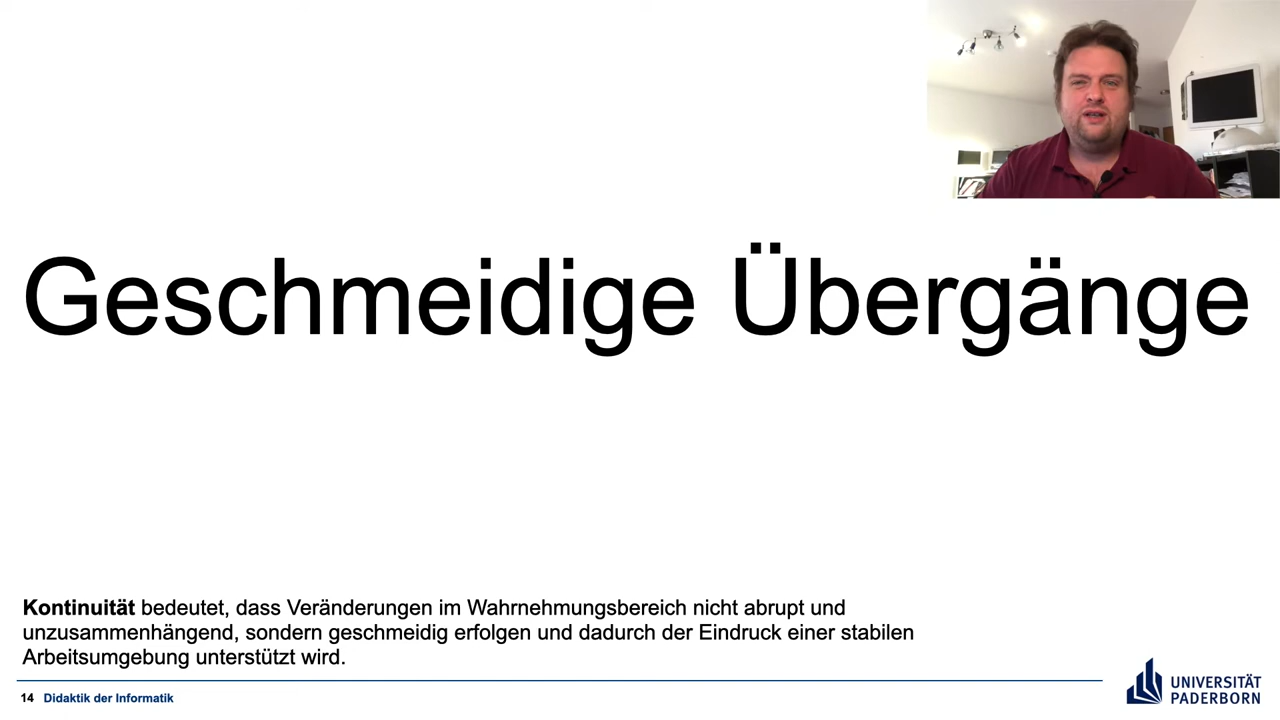 Geschmeidige Übergänge
Kontinuität bedeutet, dass Veränderungen im Wahrnehmungsbereich nicht abrupt und
unzusammenhängend, sondern geschmeidig erfolgen und dadurch der Eindruck einer stabilen
Arbeitsumgebung unterstützt wird.
14 Didaktik der Informatik
UNIVERSITÄT
PADERBORN